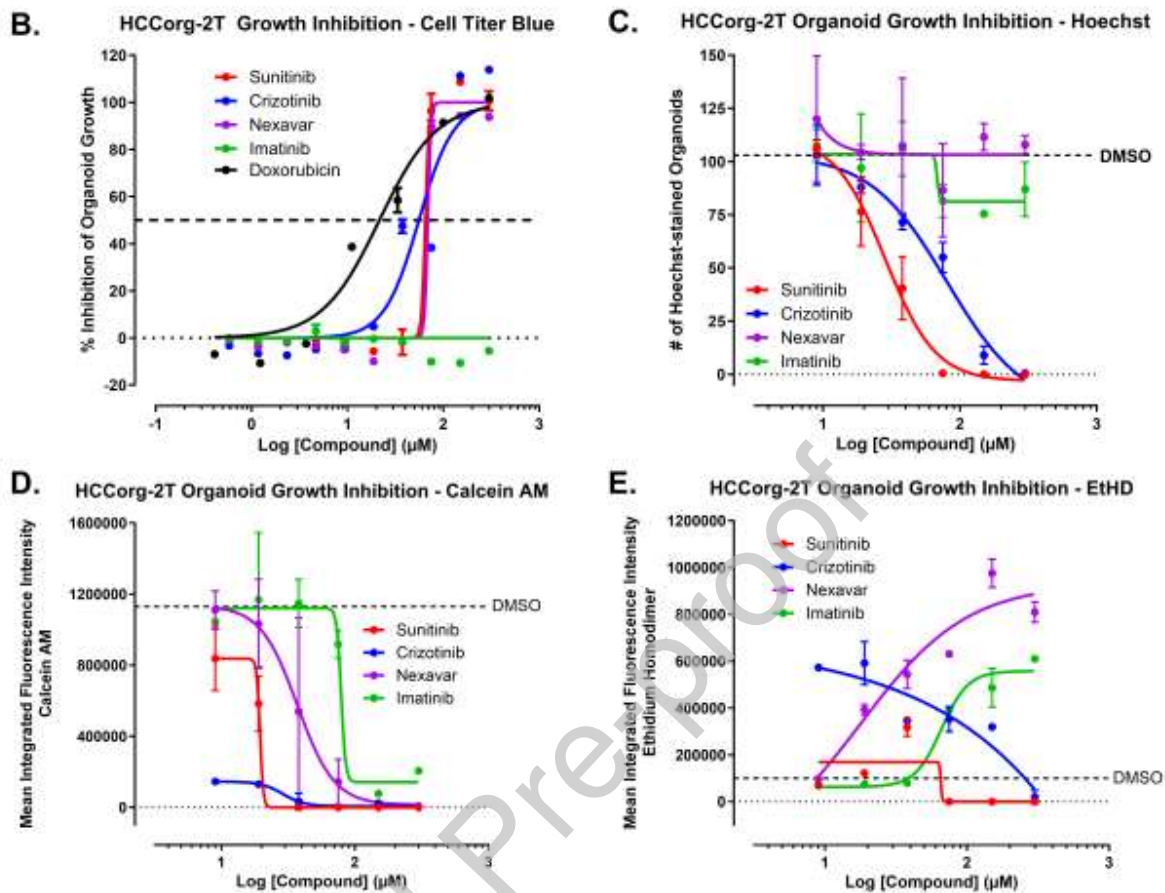 B.
HCCorg-2T Growth Inhibition - Cell Titer Blue
% Inhibition of Organoid Growth
120
100
80
60
40
20
0
-20
Sunitinib
Crizotinib
Nexavar
Imatinib
Doxorubicin
-1
0
1
2
3
Log [Compound] (µM)
C.
HCCorg-2T Organoid Growth Inhibition - Hoechst
# of Hoechst-stained Organoids
150
125
100
75
50
25
0
DMSO
Sunitinib
Crizotinib
Nexavar
Imatinib
1
2
3
Log [Compound] (µM)
D.
HCCorg-2T Organoid Growth Inhibition - Calcein AM
Mean Integrated Fluorescence Intensity
Calcein AM
1600000
1200000
800000
400000
0
DMSO
Sunitinib
Crizotinib
Nexavar
Imatinib
1
2
3
Log [Compound] (µM)
E.
HCCorg-2T Organoid Growth Inhibition - EtHD
Mean Integrated Fluorescence Intensity
Ethidium Homodimer
1200000
1000000
800000
600000
400000
200000
0
Sunitinib
Crizotinib
Nexavar
Imatinib
DMSO
1
2
3
Log [Compound] (µM)
Pre-proof